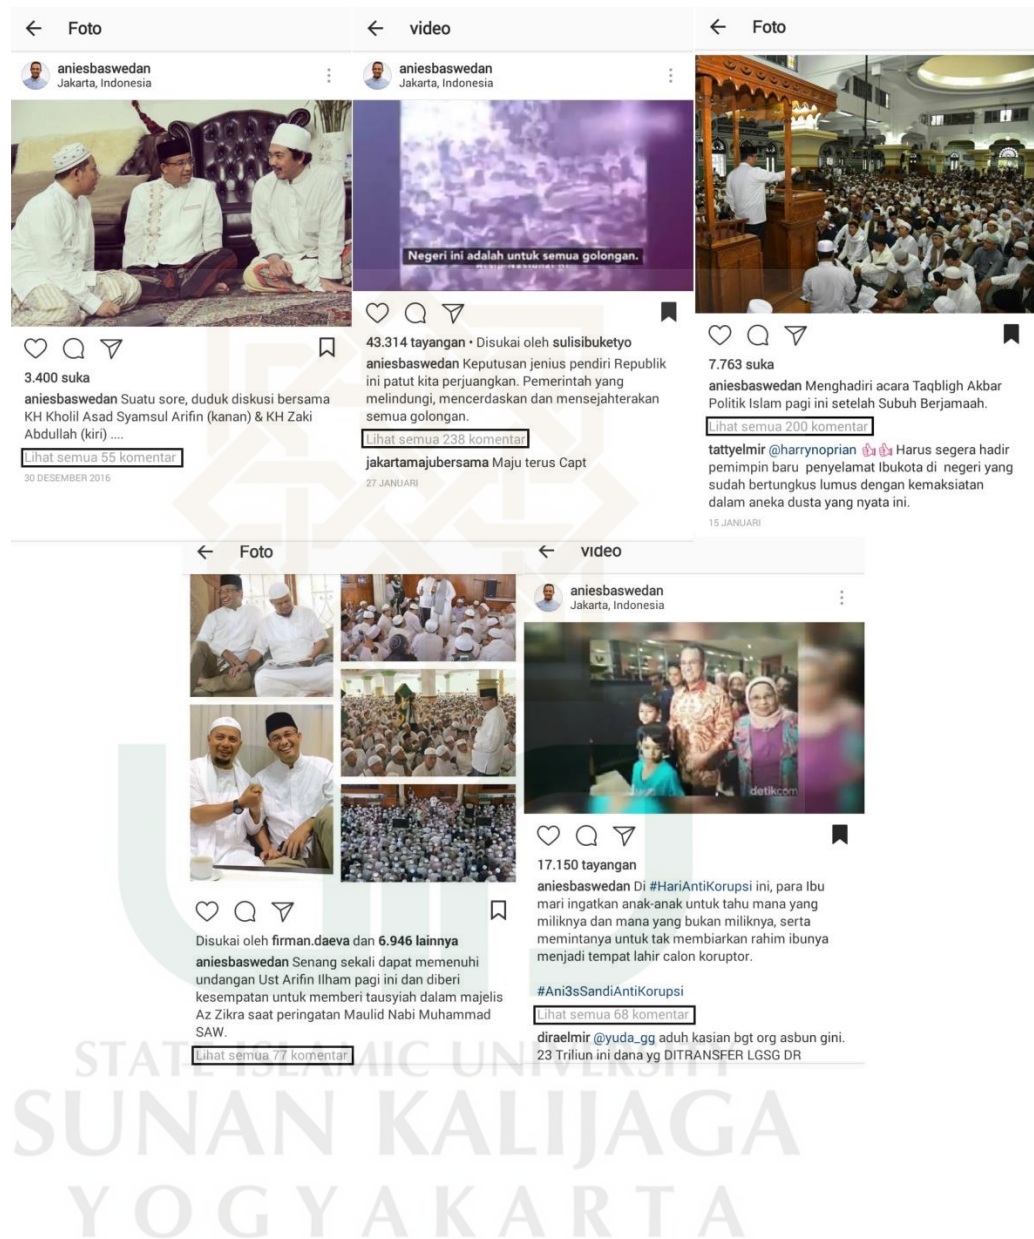 Foto
aniesbaswedan
Jakarta, Indonesia
3.400 suka
aniesbaswedan Suatu sore, duduk diskusi bersama
KH Kholil Asad Syamsul Arifin (kanan) & KH Zaki
Abdullah (kiri) ....
Lihat semua 55 komentar
30 DESEMBER 2016
video
aniesbaswedan
Jakarta, Indonesia
Negeri ini adalah untuk semua golongan.
43.314 tayangan • Disukai oleh sulisibuketyo
aniesbaswedan Keputusan jenius pendiri Republik
ini patut kita perjuangkan. Pemerintah yang
melindungi, mencerdaskan dan mensejahterakan
semua golongan.
Lihat semua 238 komentar
jakartamajubersama Maju terus Capt
27 JANUARI
Foto
7.763 suka
aniesbaswedan Menghadiri acara Taqbligh Akbar
Politik Islam pagi ini setelah Subuh Berjamaah.
Lihat semua 200 komentar
tattyelmir @harrynoprian 👍👍 Harus segera hadir
pemimpin baru penyelamat Ibukota di negeri yang
sudah bertungkus lumus dengan kemaksiatan
dalam aneka dusta yang nyata ini.
15 JANUARI
Foto
Disukai oleh firman.daeva dan 6.946 lainnya
aniesbaswedan Senang sekali dapat memenuhi
undangan Ust Arifin Ilham pagi ini dan diberi
kesempatan untuk memberi tausyiah dalam majelis
Az Zikra saat peringatan Maulid Nabi Muhammad
SAW.
Lihat semua 77 komentar
video
aniesbaswedan
Jakarta, Indonesia
detikcom
17.150 tayangan
aniesbaswedan Di #HariAntiKorupsi ini, para Ibu
mari ingatkan anak-anak untuk tahu mana yang
miliknya dan mana yang bukan miliknya, serta
memintanya untuk tak membiarkan rahim ibunya
menjadi tempat lahir calon koruptor.
#Ani3sSandiAntiKorupsi
Lihat semua 68 komentar
diraelmir @yuda_gg aduh kasian bgt org asbun gini.
23 Triliun ini dana yg DITRANSFER LGSG DR
STATE ISLAMIC UNIVERSITY
SUNAN KALIJAGA
YOGYAKARTA